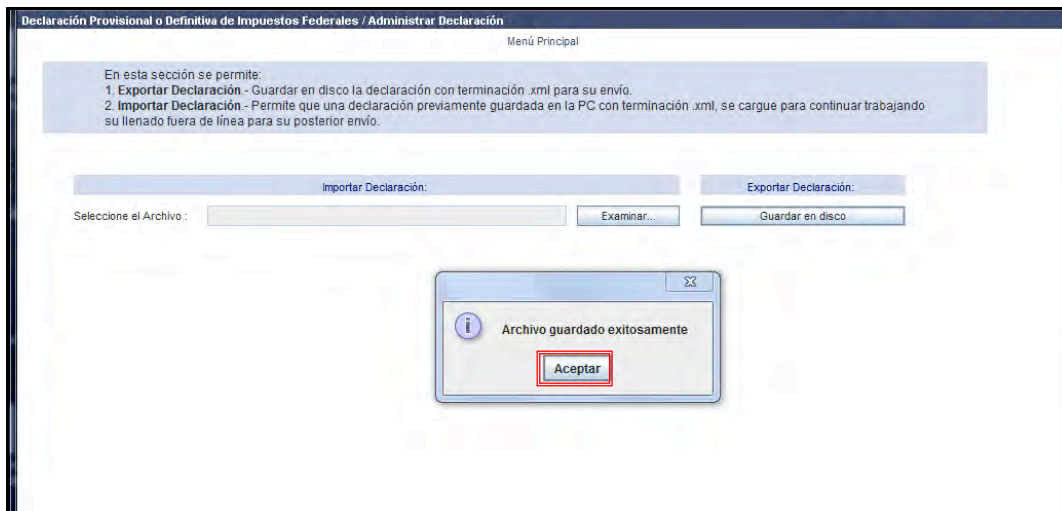 Declaración Provisional o Definitiva de Impuestos Federales / Administrar Declaración
Menú Principal
En esta sección se permite:
1. Exportar Declaración.- Guardar en disco la declaración con terminación .xml para su envío.
2. Importar Declaración.- Permite que una declaración previamente guardada en la PC con terminación .xml, se cargue para continuar trabajando
su llenado fuera de línea para su posterior envío.
Importar Declaración:
Exportar Declaración:
Seleccione el Archivo :
Examinar...
Guardar en disco
Archivo guardado exitosamente
Aceptar